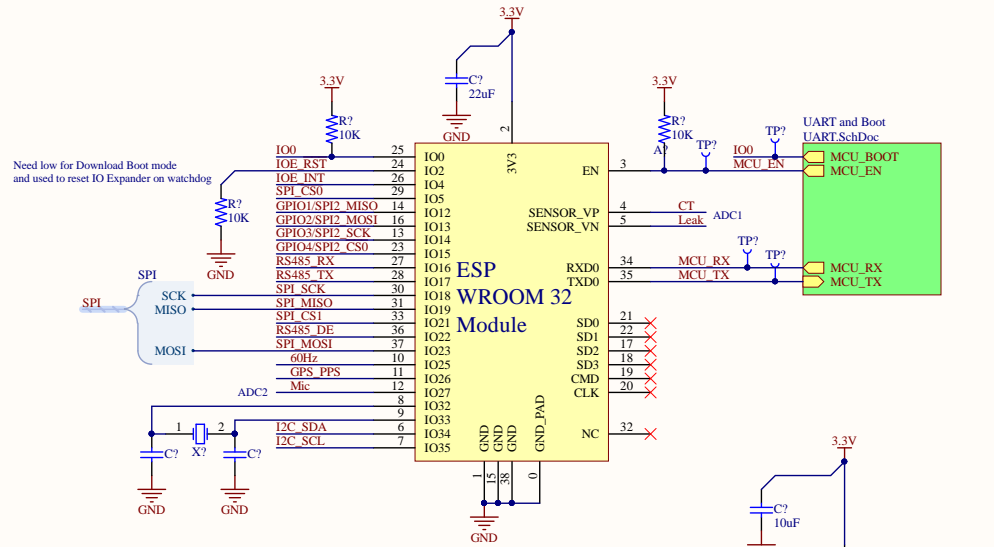 3.3V
C?
22uF
GND
3.3V
R?
10K
3.3V
R?
10K
A?
TP?
TP?
UART and Boot
UART.SchDoc
Need low for Download Boot mode
and used to reset IO Expander on watchdog
R?
10K
GND
2
3V3
IO0 25 IO0
IOE_RST 24 IO2
IOE_INT 26 IO4
SPI_CS0 29 IO5
GPIO1/SPI2_MISO 14 IO12
GPIO2/SPI2_MOSI 16 IO13
GPIO3/SPI2_SCK 13 IO14
GPIO4/SPI2_CS0 23 IO15
RS485_RX 27 IO16
RS485_TX 28 IO17
SPI_SCK 30 IO18
SPI_MISO 31 IO19
SPI_CS1 33 IO21
RS485_DE 36 IO22
SPI_MOSI 37 IO23
60Hz 10 IO25
GPS_PPS 11 IO26
ADC2 Mic 12 IO27
8 IO32
9 IO33
I2C_SDA 6 IO34
I2C_SCL 7 IO35
ESP
WROOM 32
Module
EN 3 MCU_EN MCU_EN
IO0 MCU_BOOT
SENSOR_VP 4 CT
SENSOR_VN 5 Leak
ADC1
TP?
TP?
RXD0 34 MCU_RX MCU_RX
TXD0 35 MCU_TX MCU_TX
SD0 21
SD1 22
SD2 17
SD3 18
CMD 19
CLK 20
NC 32
GND GND GND GND_PAD
1 15 38 0
GND
SPI
SPI
SCK
MISO
MOSI
1 2
X?
C?
C?
GND
GND
3.3V
C?
10uF